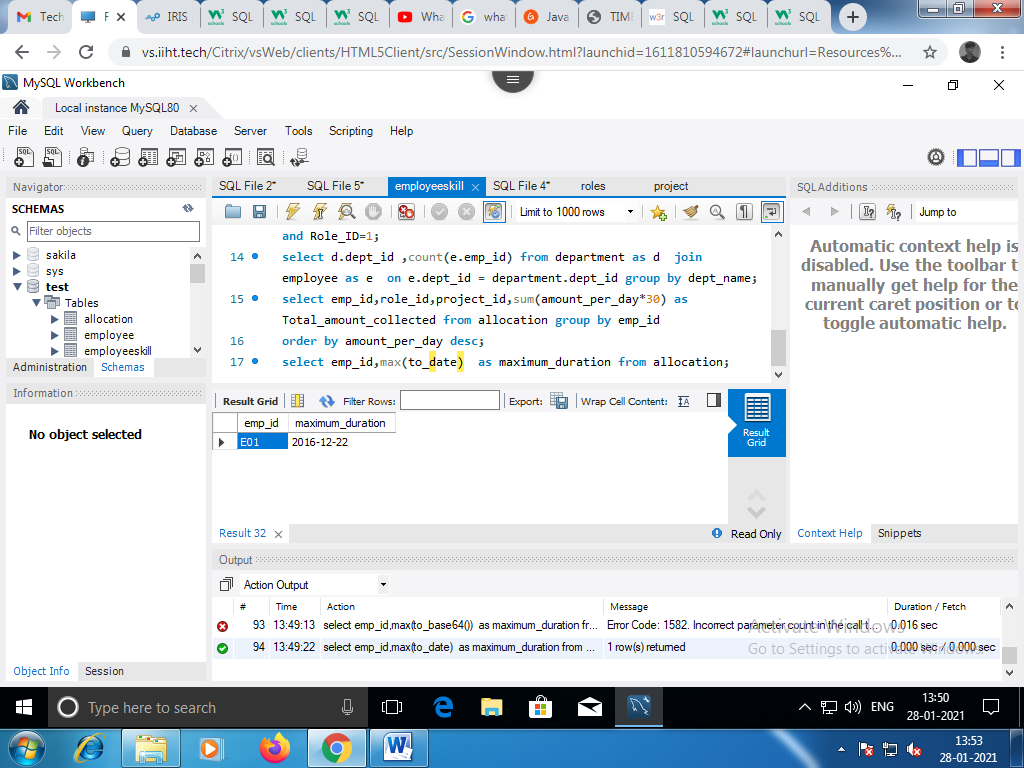 Tech
F
IRIS
SQL
SQL
SQL
Wha
wha
Java
TIME
SQL
SQL
SQL
vs.iiht.tech/Citrix/vsWeb/clients/HTML5Client/src/SessionWindow.html?launchid=1611810594672#launchurl=Resources%...
MySQL Workbench
Local instance MySQL80
File Edit View Query Database Server Tools Scripting Help
Navigator
SQL File 2* SQL File 5* employeeskill SQL File 4* roles project
SQLAdditions
SCHEMAS
Limit to 1000 rows
Jump to
Filter objects
sakila
sys
test
Tables
allocation
employee
employeeskill
Administration Schemas
Information
No object selected
and Role_ID=1;
14 select d.dept_id ,count(e.emp_id) from department as d join
employee as e on e.dept_id = department.dept_id group by dept_name;
15 select emp_id,role_id,project_id,sum(amount_per_day*30) as
Total_amount_collected from allocation group by emp_id
16 order by amount_per_day desc;
17 select emp_id,max(to_date) as maximum_duration from allocation;
Automatic context help is
disabled. Use the toolbar t
manually get help for the
current caret position or to
toggle automatic help.
Result Grid Filter Rows: Export: Wrap Cell Content: IA
emp_id maximum_duration
E01 2016-12-22
Result
Grid
Result 32
Read Only
Context Help Snippets
Output
Action Output
# Time Action Message Duration / Fetch
93 13:49:13 select emp_id,max(to_base64()) as maximum_duration fr... Error Code: 1582. Incorrect parameter count in the call t... 0.016 sec
94 13:49:22 select emp_id,max(to_date) as maximum_duration from ... 1 row(s) returned 0.000 sec / 0.000 sec
Activate Windows
Go to Settings to activate Windows.
Object Info Session
Type here to search
ENG
13:50
28-01-2021
13:53
28-01-2021